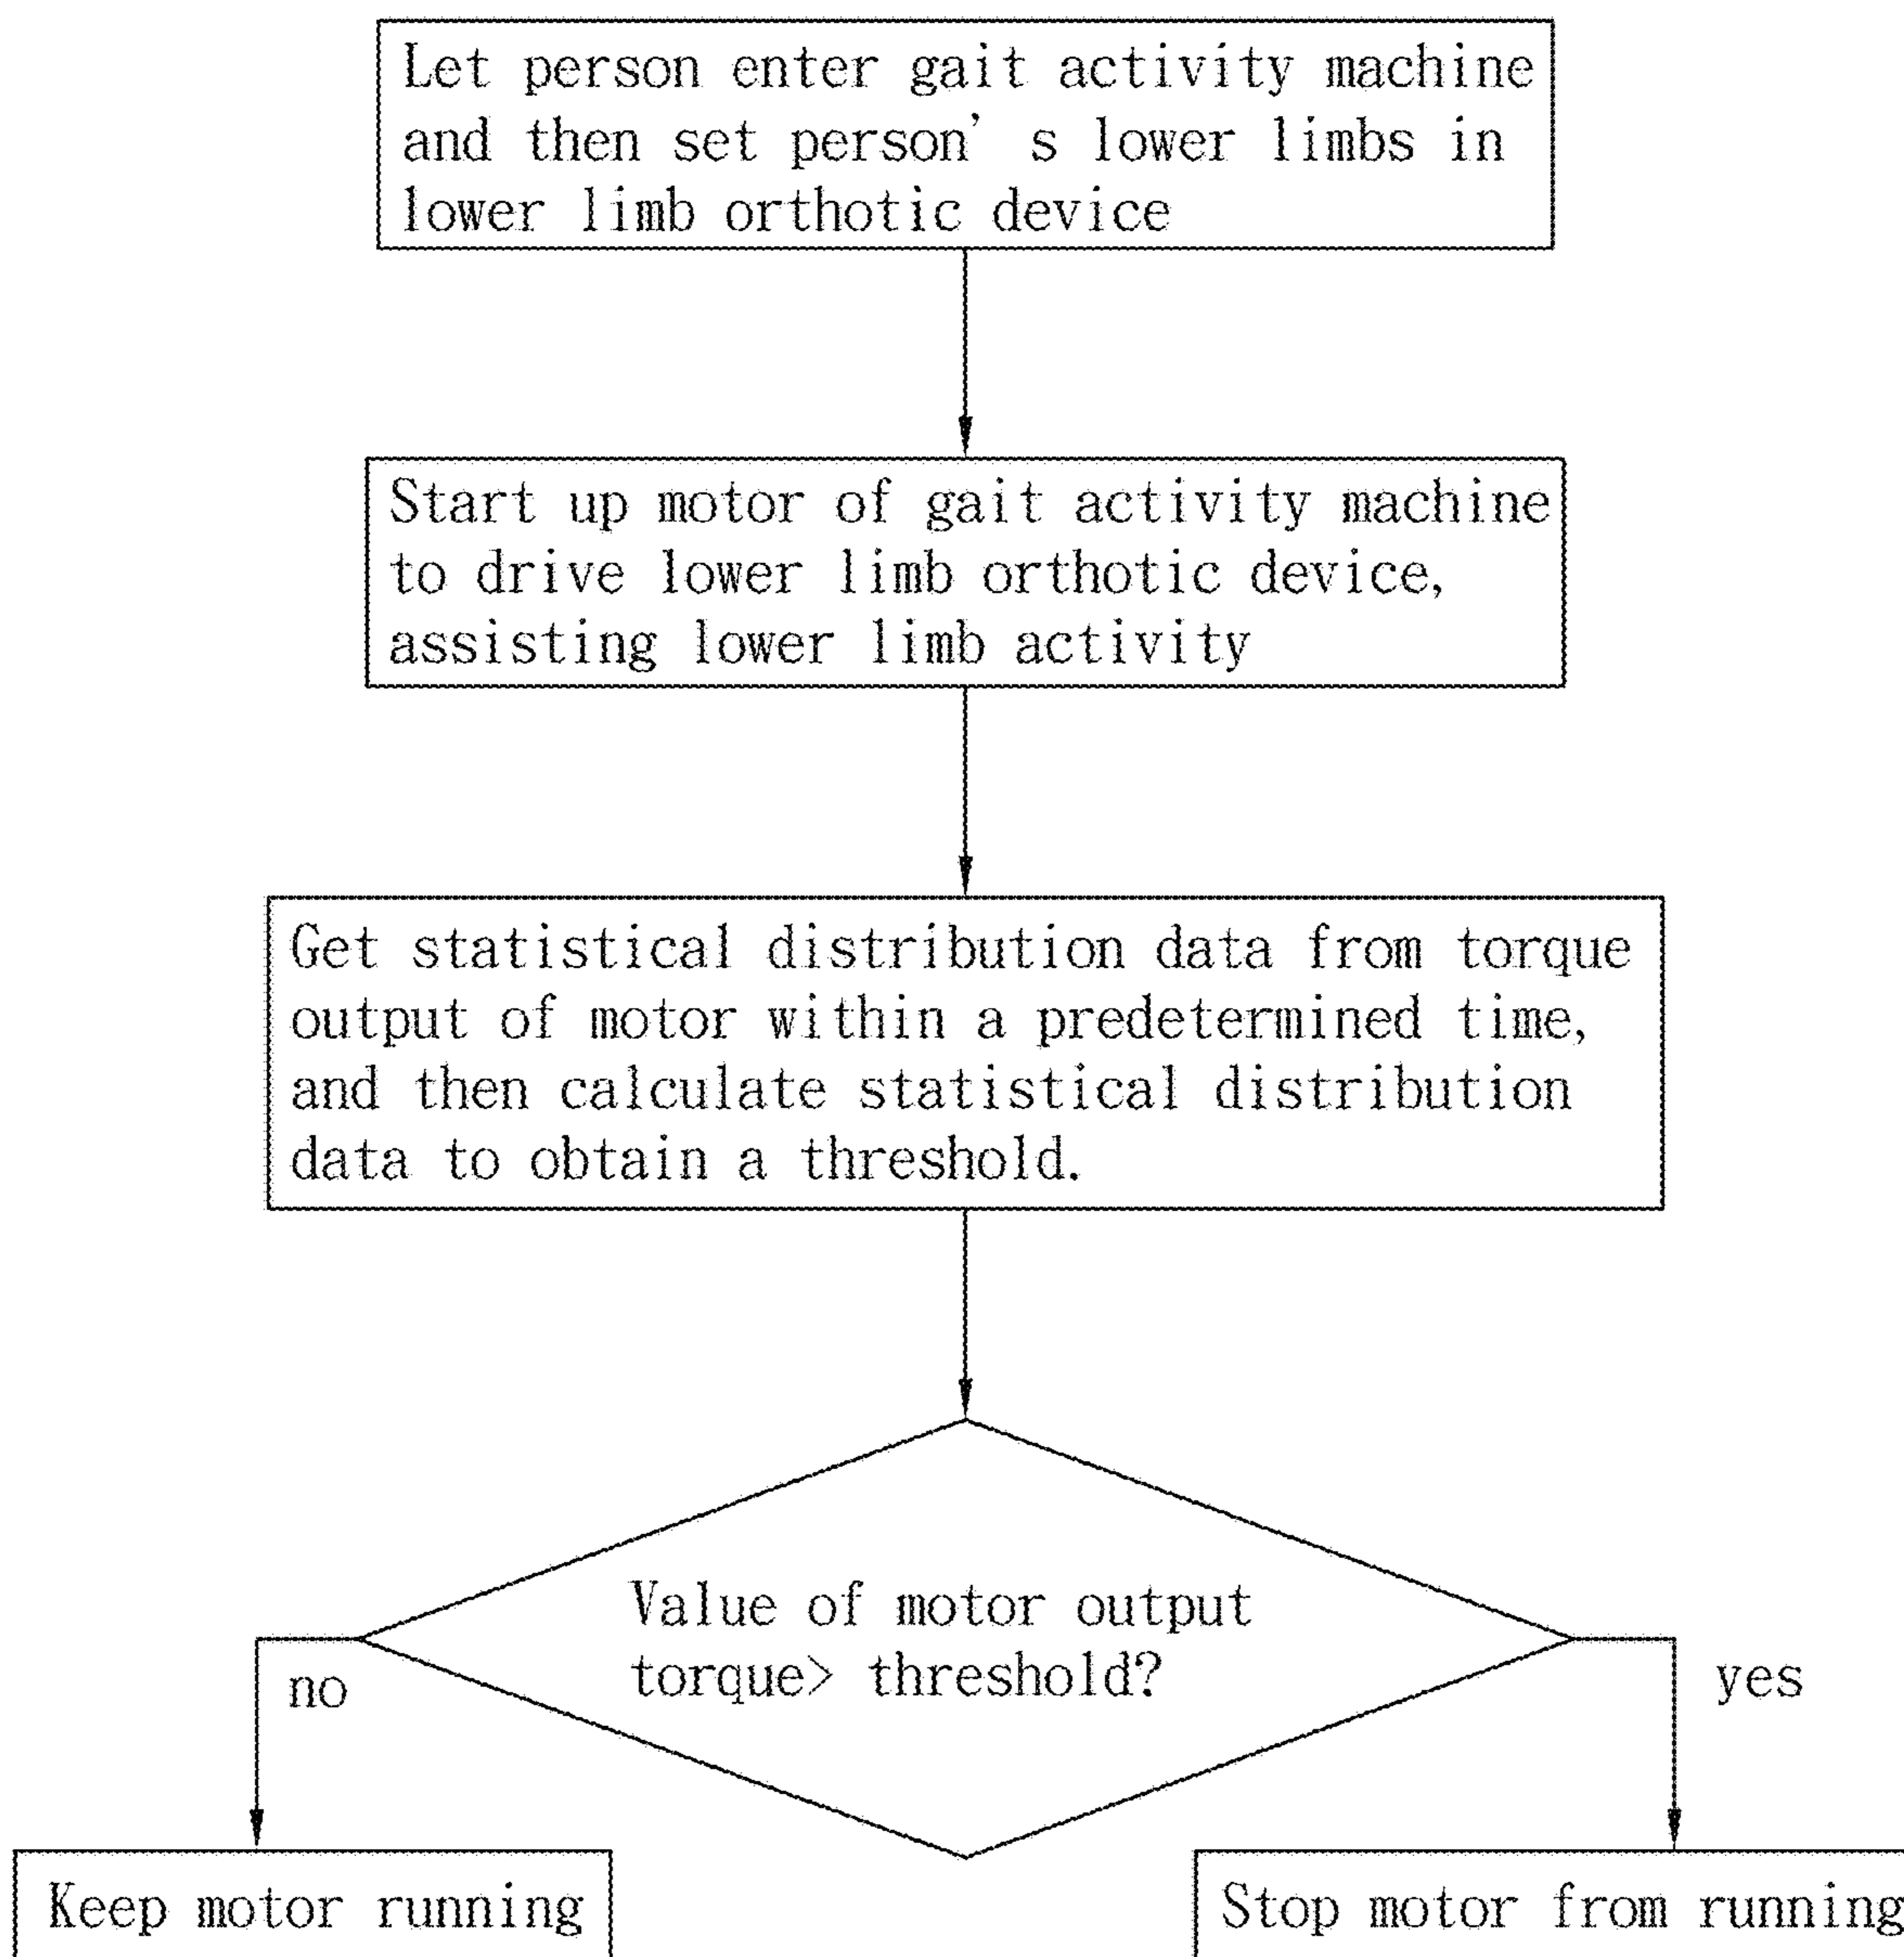 Let person enter gait activity machine
and then set person's lower limbs in
lower limb orthotic device
Start up motor of gait activity machine
to drive lower limb orthotic device,
assisting lower limb activity
Get statistical distribution data from torque
output of motor within a predetermined time,
and then calculate statistical distribution
data to obtain a threshold.
Value of motor output
torque> threshold?
no
yes
Keep motor running
Stop motor from running